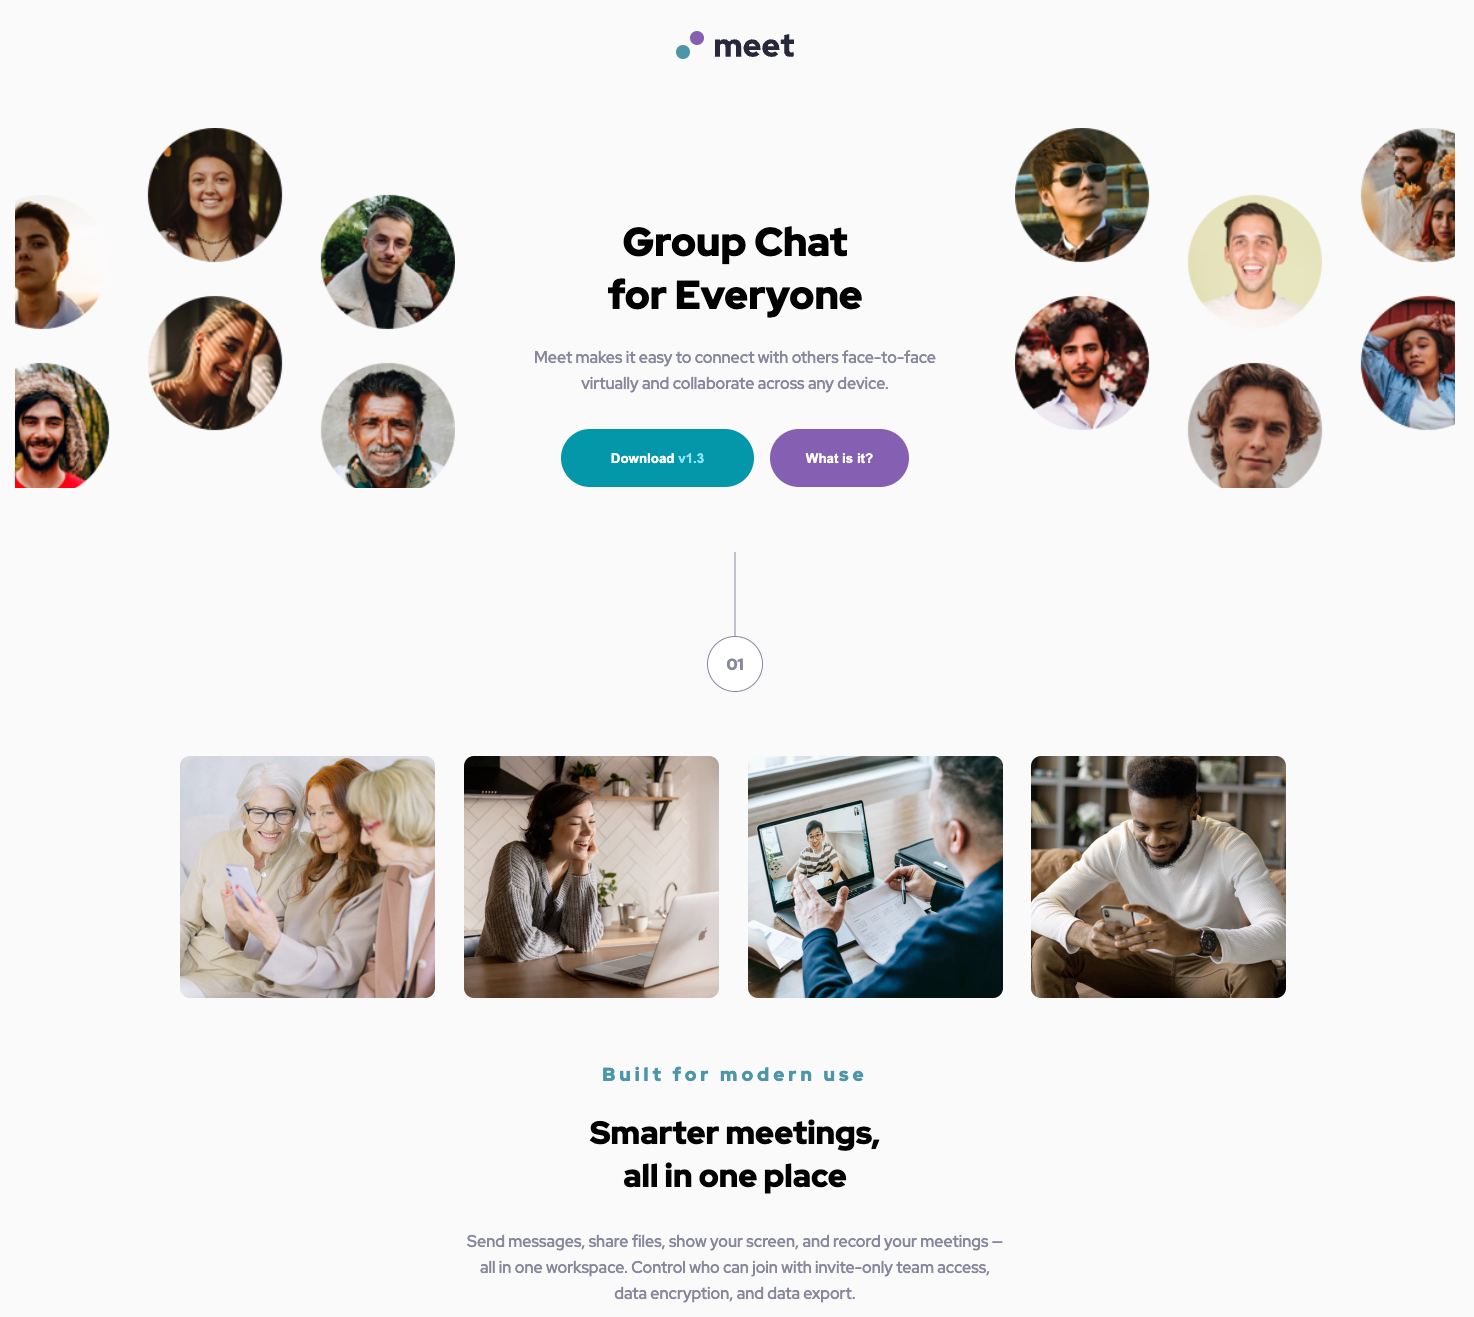 meet
Group Chat
for Everyone
Meet makes it easy to connect with others face-to-face
virtually and collaborate across any device.
Download v1.3
What is it?
01
Built for modern use
Smarter meetings,
all in one place
Send messages, share files, show your screen, and record your meetings —
all in one workspace. Control who can join with invite-only team access,
data encryption, and data export.